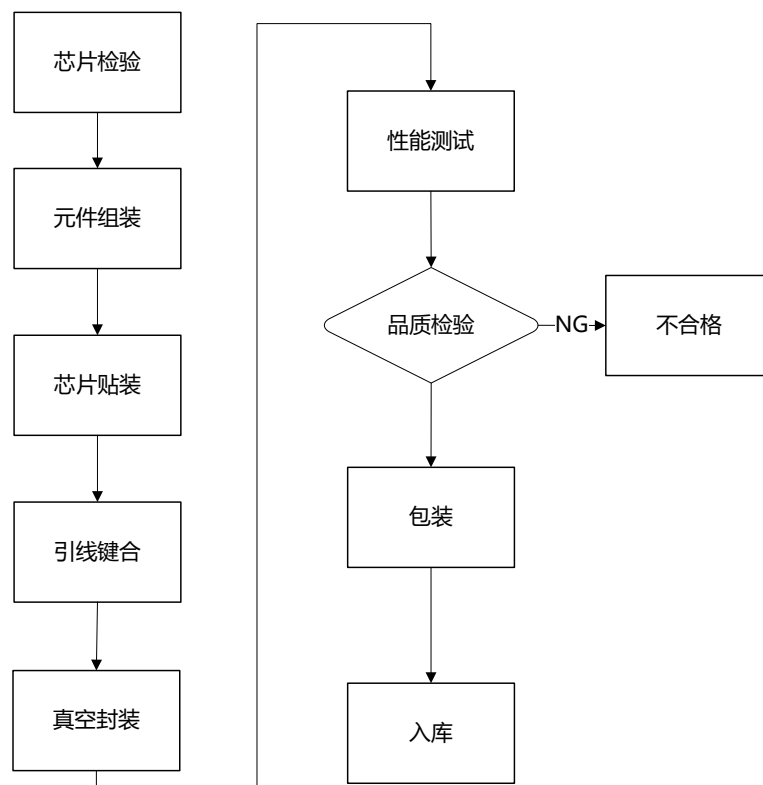 芯片检验
元件组装
芯片贴装
引线键合
真空封装
性能测试
品质检验
NG
不合格
包装
入库